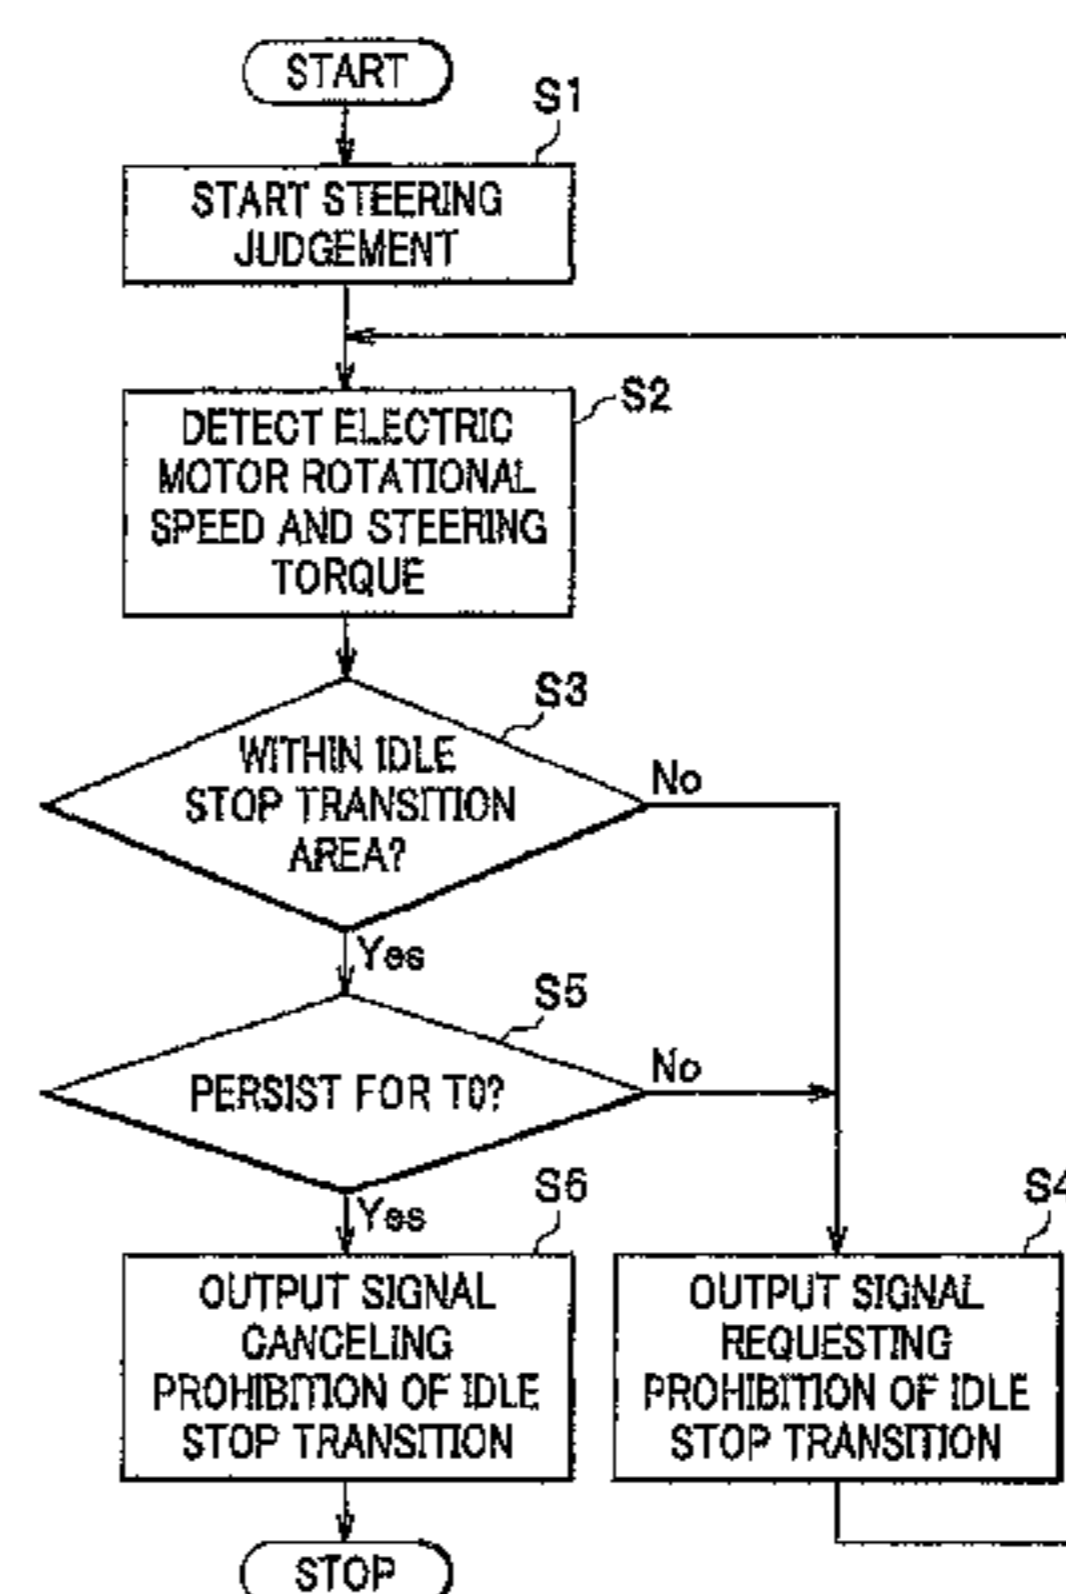 START
S1
START STEERING
JUDGEMENT
S2
DETECT ELECTRIC
MOTOR ROTATIONAL
SPEED AND STEERING
TORQUE
S3
WITHIN IDLE
STOP TRANSITION
AREA?
No
Yes
S5
PERSIST FOR T0?
No
Yes
S6
OUTPUT SIGNAL
CANCELING
PROHIBITION OF IDLE
STOP TRANSITION
S4
OUTPUT SIGNAL
REQUESTING
PROHIBITION OF IDLE
STOP TRANSITION
STOP